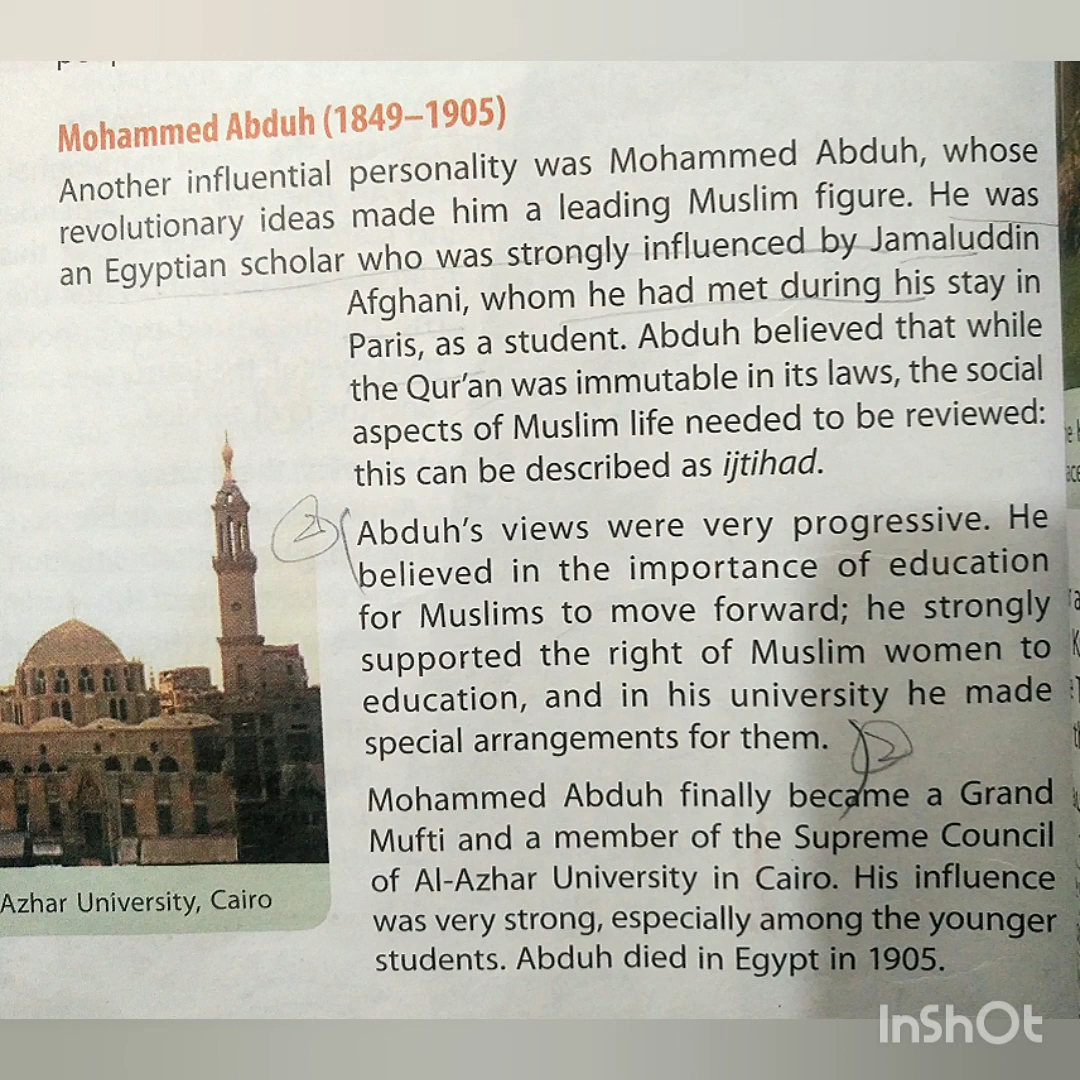 Mohammed Abduh (1849–1905)
Another influential personality was Mohammed Abduh, whose
revolutionary ideas made him a leading Muslim figure. He was
an Egyptian scholar who was strongly influenced by Jamaluddin
Afghani, whom he had met during his stay in
Paris, as a student. Abduh believed that while
the Qur'an was immutable in its laws, the social
aspects of Muslim life needed to be reviewed:
this can be described as ijtihad.
Abduh's views were very progressive. He
believed in the importance of education
for Muslims to move forward; he strongly
supported the right of Muslim women to
education, and in his university he made
special arrangements for them.
Mohammed Abduh finally became a Grand
Mufti and a member of the Supreme Council
of Al-Azhar University in Cairo. His influence
was very strong, especially among the younger
students. Abduh died in Egypt in 1905.
Azhar University, Cairo
InShOt